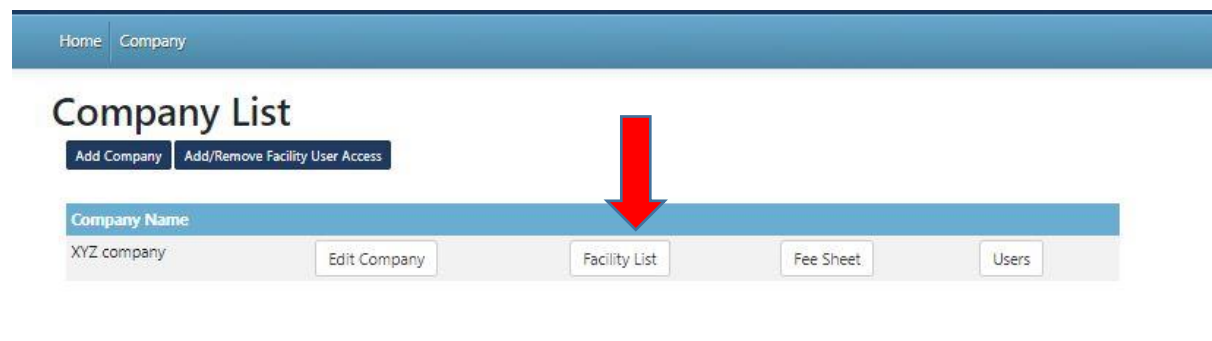 Home Company
Company List
Add Company Add/Remove Facility User Access
Company Name
XYZ company Edit Company Facility List Fee Sheet Users